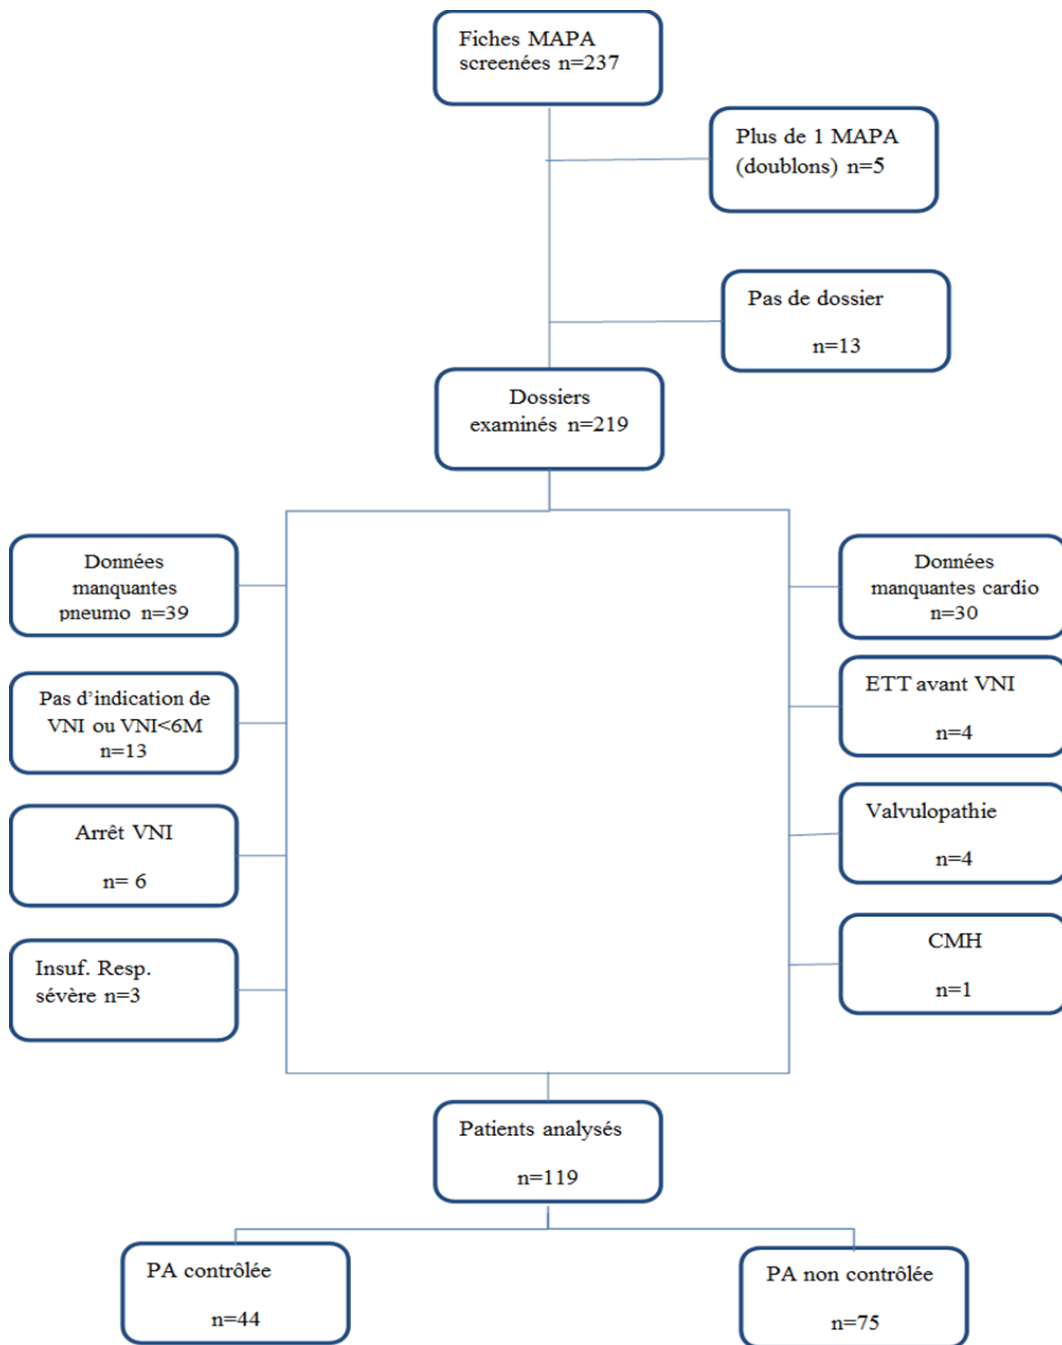 Fiches MAPA
screenées n=237
Plus de 1 MAPA
(doublons) n=5
Pas de dossier
n=13
Dossiers
examinés n=219
Données
manquantes
pneumo n=39
Données
manquantes cardio
n=30
Pas d’indication de
VNI ou VNI<6M
n=13
ETT avant VNI
n=4
Arrêt VNI
n= 6
Valvulopathie
n=4
Insuf. Resp.
sévère n=3
CMH
n=1
Patients analysés
n=119
PA contrôlée
n=44
PA non contrôlée
n=75